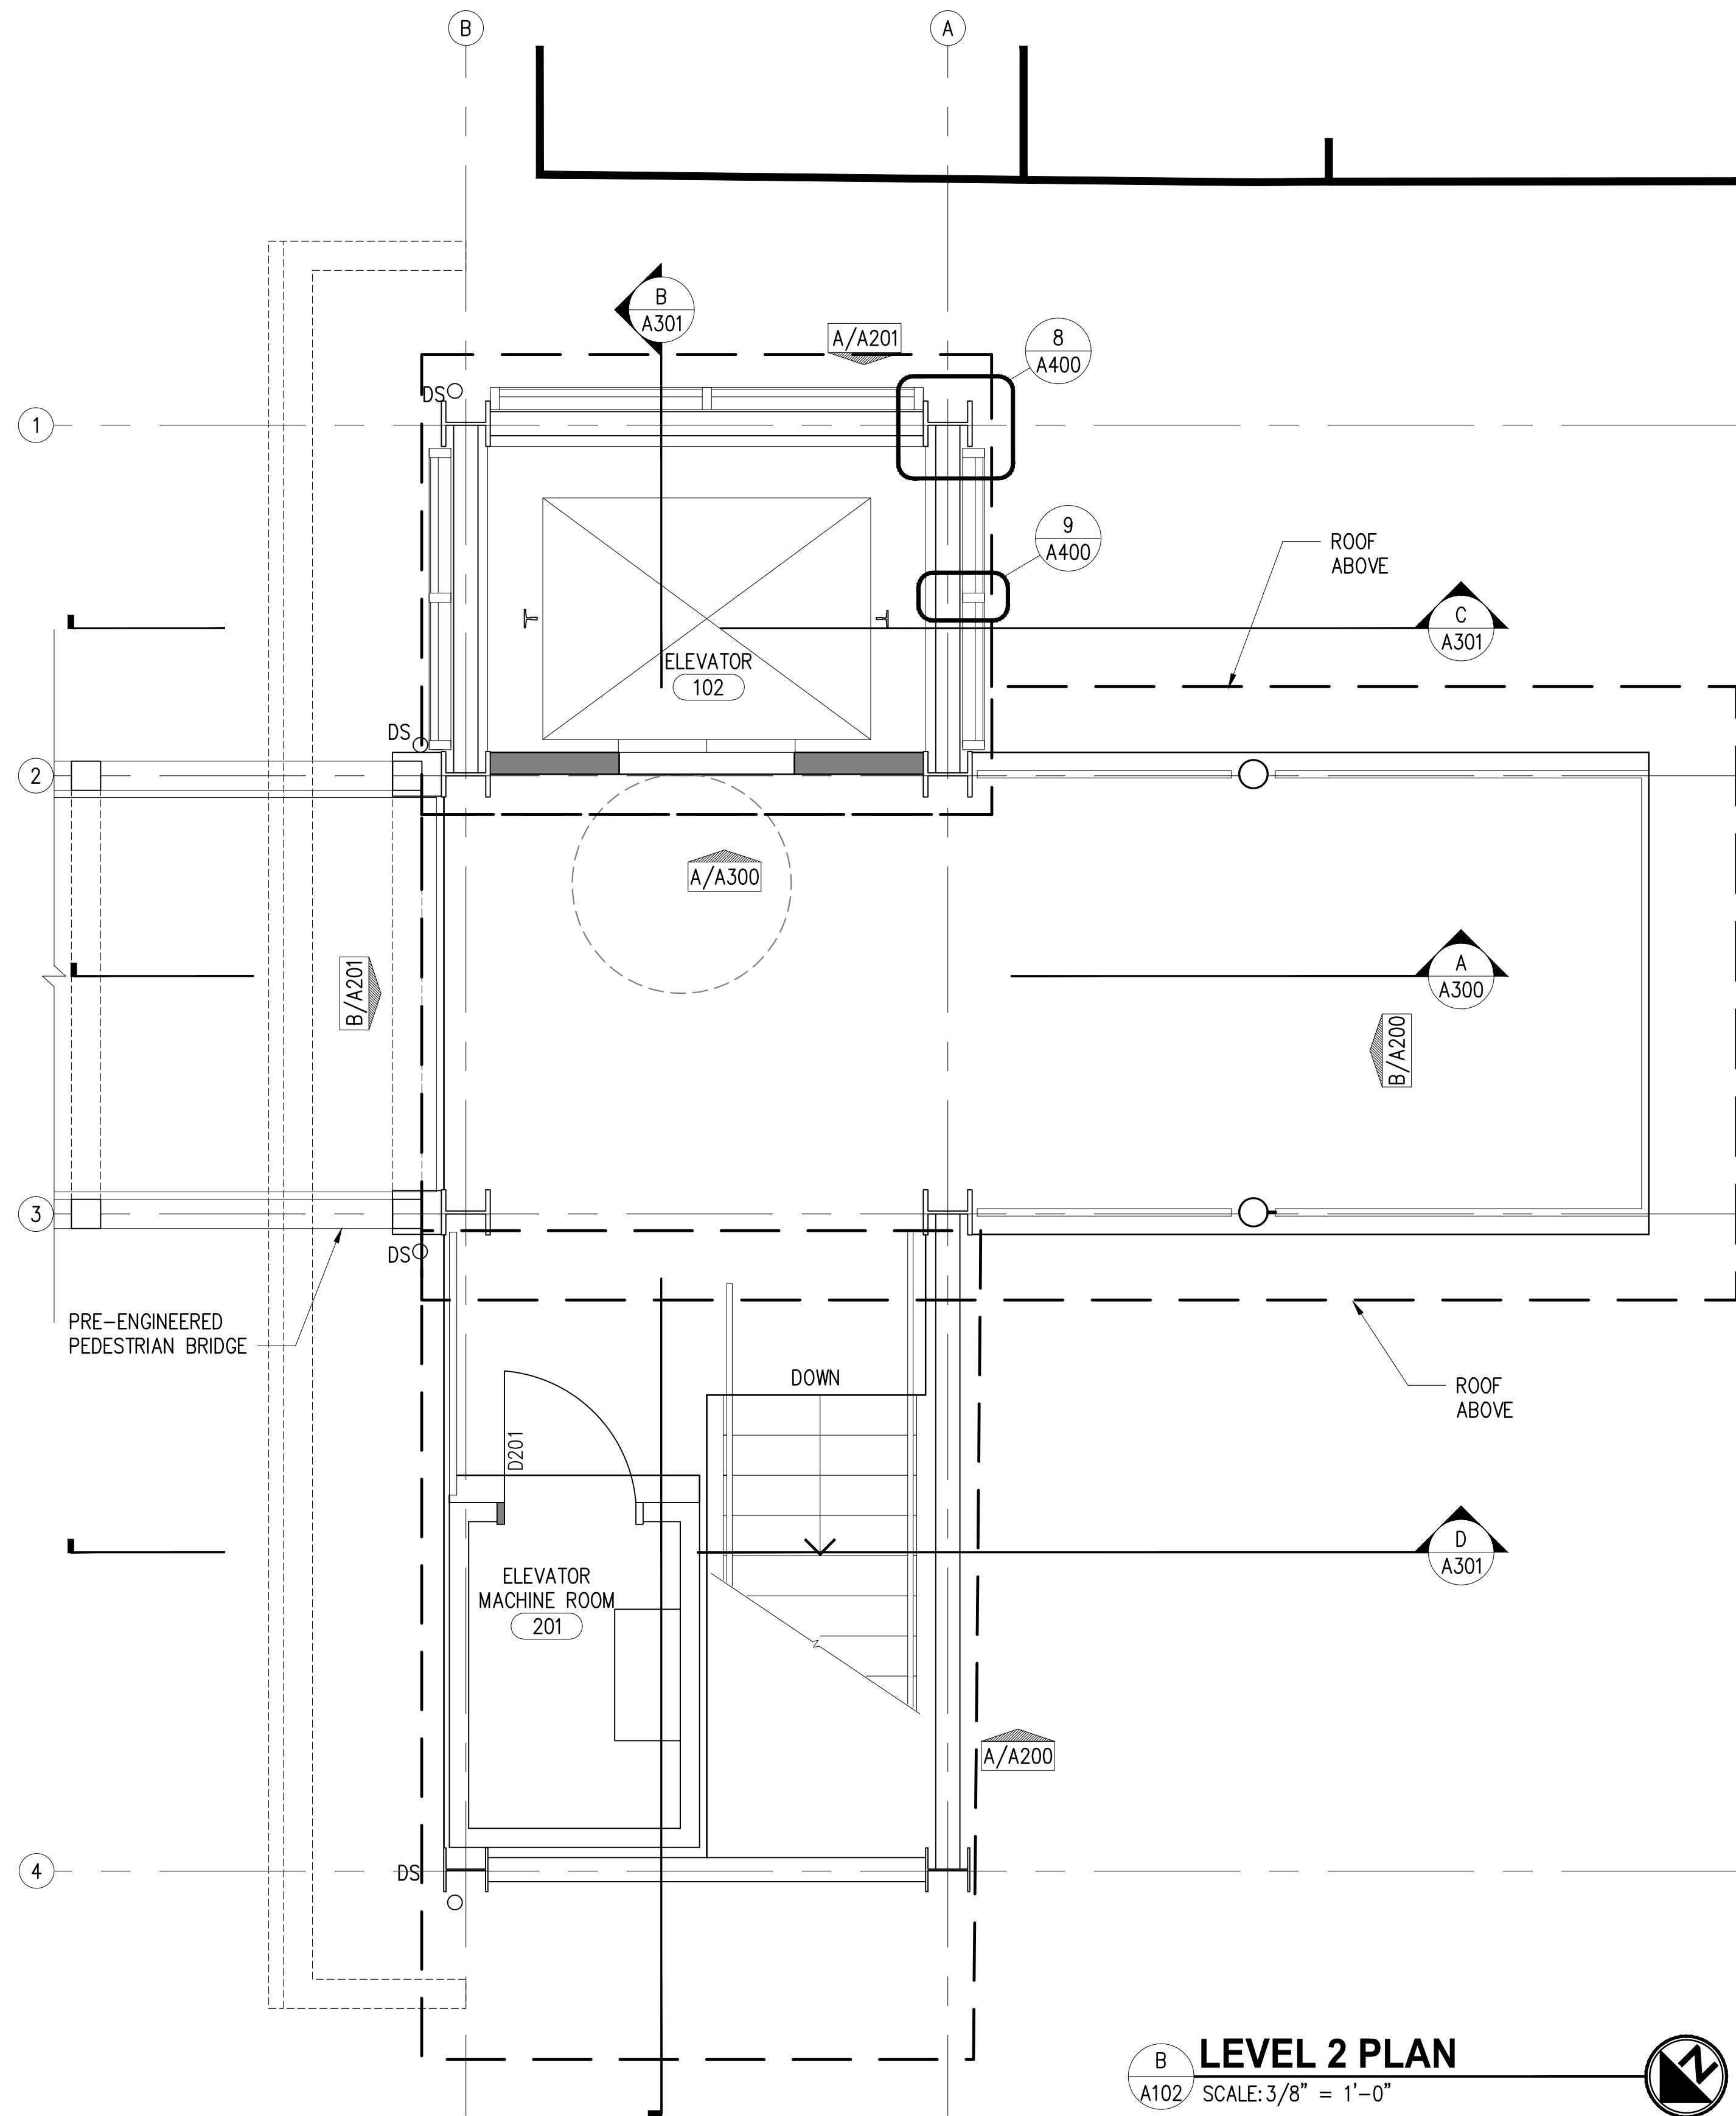 B
A
B
A301
A/A201
8
A400
DS
1
9
A400
ROOF
ABOVE
C
A301
ELEVATOR
102
DS
2
A/A300
B/A201
A
A300
B/A200
3
DS
PRE-ENGINEERED
PEDESTRIAN BRIDGE
DOWN
ROOF
ABOVE
D201
D
A301
ELEVATOR
MACHINE ROOM
201
A/A200
4
DS
B
A102
LEVEL 2 PLAN
SCALE: 3/8" = 1'-0"
N